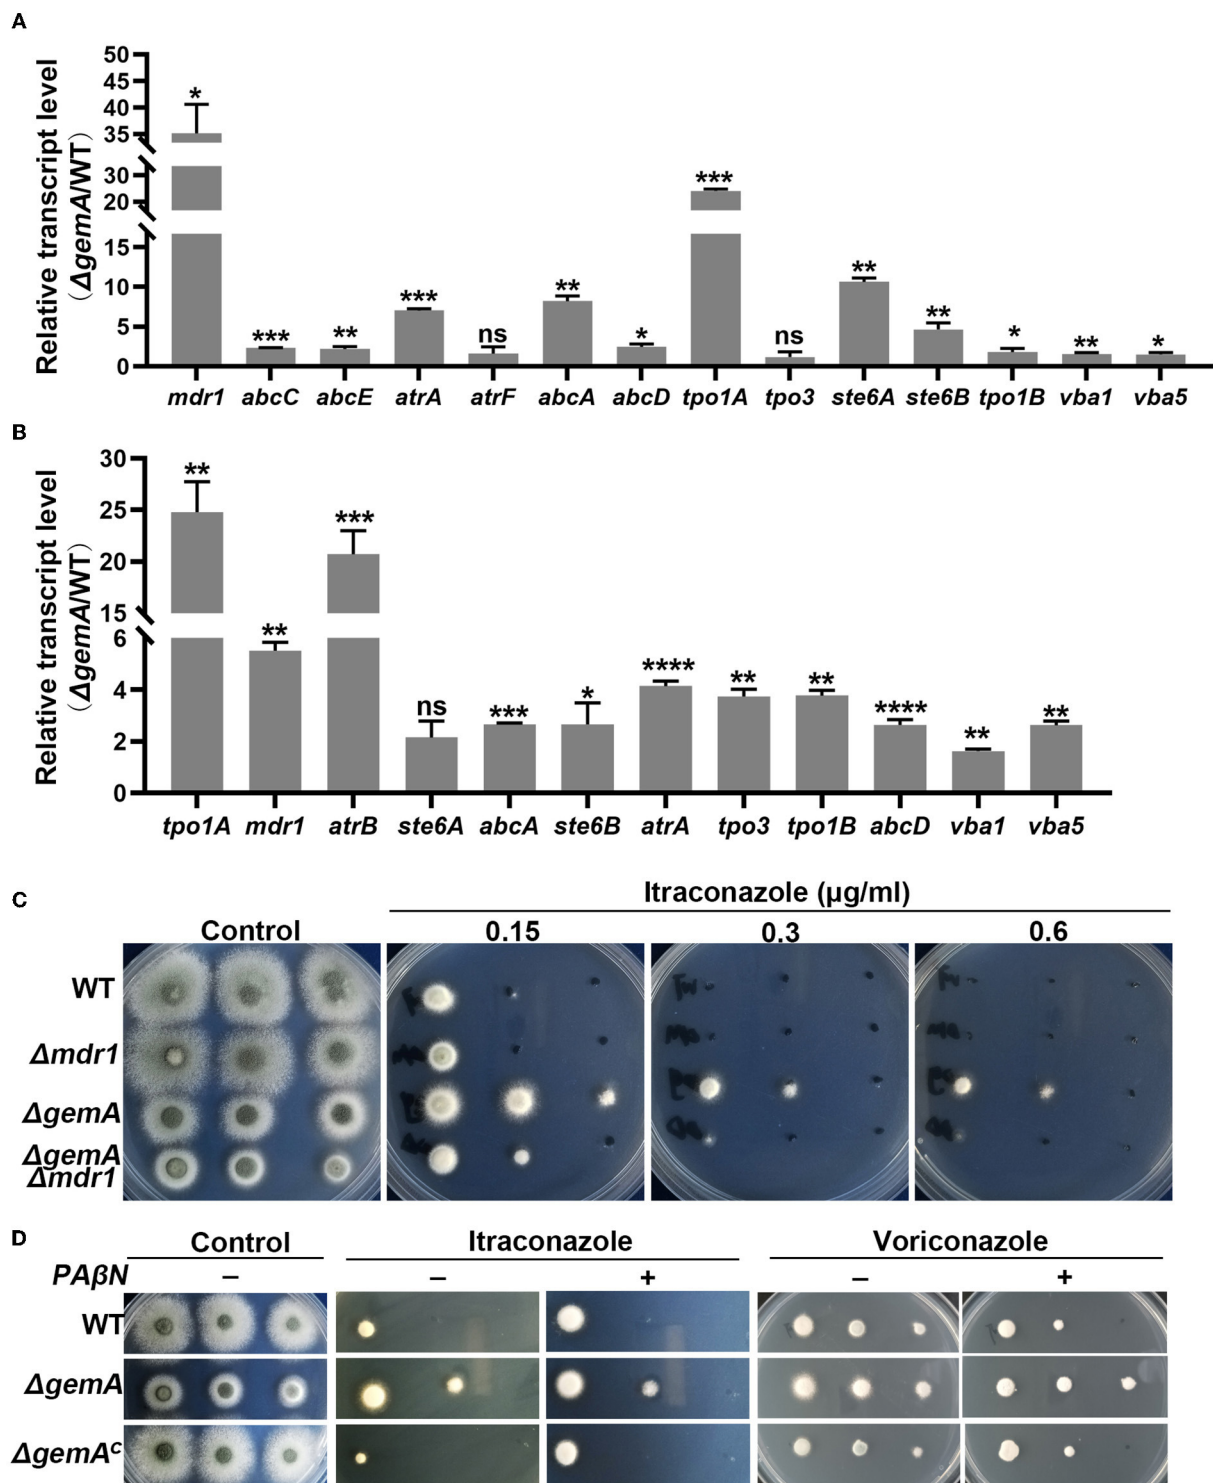 A
Relative transcript level
(ΔgemA/WT)
50
45
40
35
30
20
15
10
5
0
* *** ** *** ns ** * *** ns ** ** * ** *
mdr1 abcC abcE atrA atrF abcA abcD tpo1A tpo3 ste6A ste6B tpo1B vba1 vba5
B
Relative transcript level
(ΔgemA/WT)
30
25
20
15
6
4
2
0
** ** *** ns *** * **** ** ** **** ** **
tpo1A mdr1 atrB ste6A abcA ste6B atrA tpo3 tpo1B abcD vba1 vba5
C
Itraconazole (μg/ml)
Control 0.15 0.3 0.6
WT
Δmdr1
ΔgemA
ΔgemA
Δmdr1
D
Control Itraconazole Voriconazole
PAβN – – + – +
WT
ΔgemA
ΔgemAᶜ